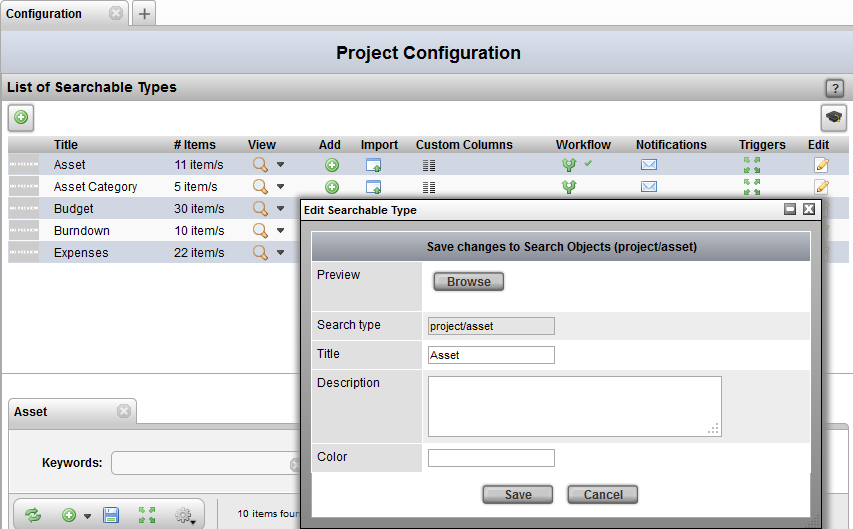 Configuration
Project Configuration
List of Searchable Types
?
Title # Items View Add Import Custom Columns Workflow Notifications Triggers Edit
Asset 11 item/s
Asset Category 5 item/s
Budget 30 item/s
Burndown 10 item/s
Expenses 22 item/s
Edit Searchable Type
Save changes to Search Objects (project/asset)
Preview Browse
Search type project/asset
Title Asset
Description
Color
Save Cancel
Asset
Keywords:
10 items foun